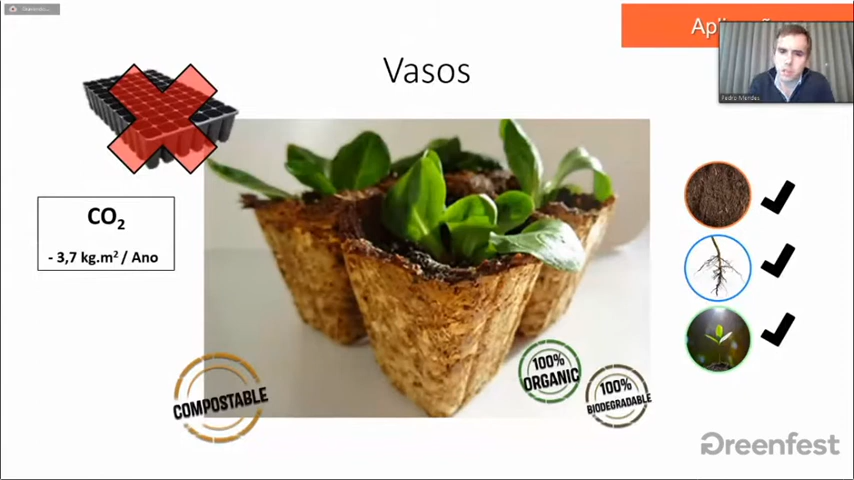 Vasos
Pedro Mendes
CO₂
- 3,7 kg.m² / Ano
COMPOSTABLE
100%
ORGANIC
100%
BIODEGRADABLE
Greenfest